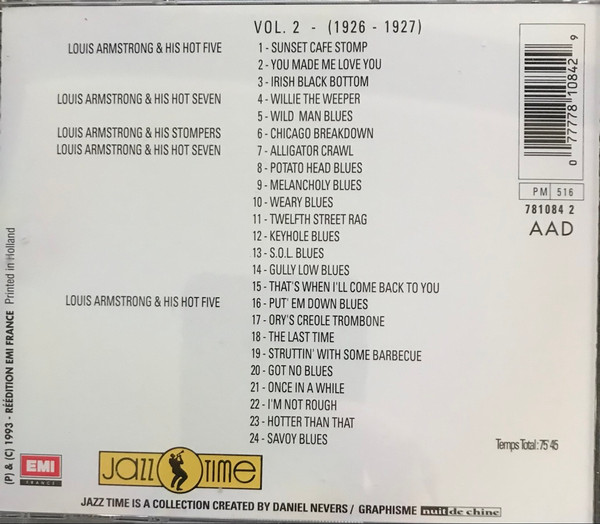 VOL. 2 - (1926 - 1927)
LOUIS ARMSTRONG & HIS HOT FIVE 1 - SUNSET CAFE STOMP
2 - YOU MADE ME LOVE YOU
3 - IRISH BLACK BOTTOM
LOUIS ARMSTRONG & HIS HOT SEVEN 4 - WILLIE THE WEEPER
5 - WILD MAN BLUES
LOUIS ARMSTRONG & HIS STOMPERS 6 - CHICAGO BREAKDOWN
LOUIS ARMSTRONG & HIS HOT SEVEN 7 - ALLIGATOR CRAWL
8 - POTATO HEAD BLUES
9 - MELANCHOLY BLUES
10 - WEARY BLUES
11 - TWELFTH STREET RAG
12 - KEYHOLE BLUES
13 - S.O.L. BLUES
14 - GULLY LOW BLUES
15 - THAT'S WHEN I'LL COME BACK TO YOU
LOUIS ARMSTRONG & HIS HOT FIVE 16 - PUT' EM DOWN BLUES
17 - ORY'S CREOLE TROMBONE
18 - THE LAST TIME
19 - STRUTTIN' WITH SOME BARBECUE
20 - GOT NO BLUES
21 - ONCE IN A WHILE
22 - I'M NOT ROUGH
23 - HOTTER THAN THAT
24 - SAVOY BLUES
0 77778 10842 9
PM 516
781084 2
AAD
Temps Total: 75'45
(P) & (C) 1993 - RÉÉDITION EMI FRANCE Printed in Holland
EMI
FRANCE
JAZZ TIME
JAZZ TIME IS A COLLECTION CREATED BY DANIEL NEVERS / GRAPHISME nuit de chine